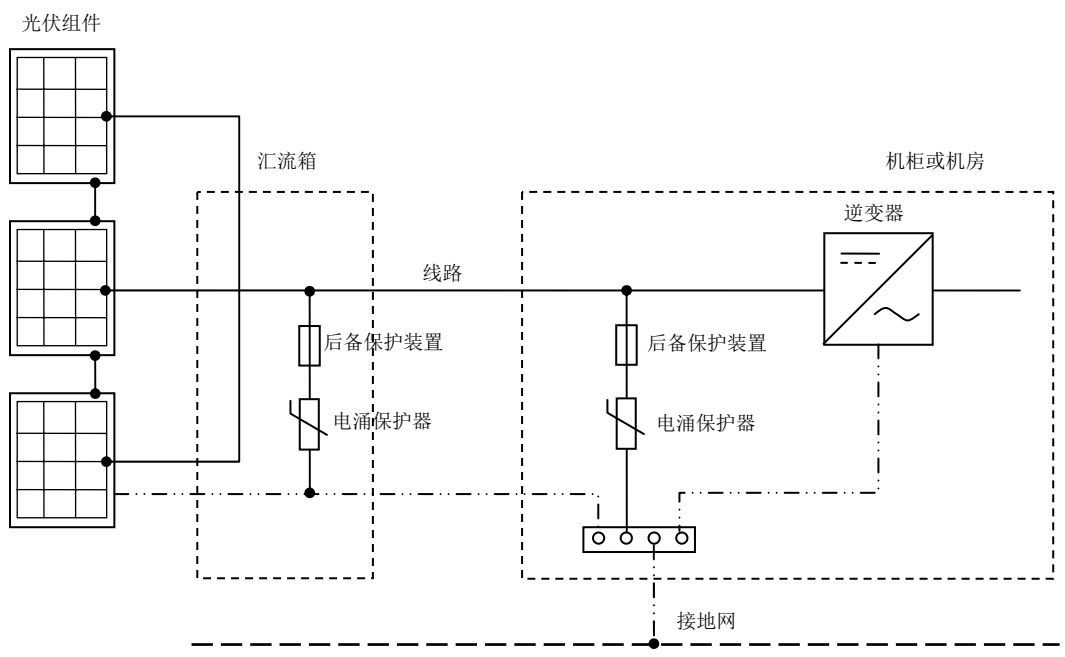 光伏组件
汇流箱
机柜或机房
逆变器
线路
后备保护装置
后备保护装置
电涌保护器
电涌保护器
接地网